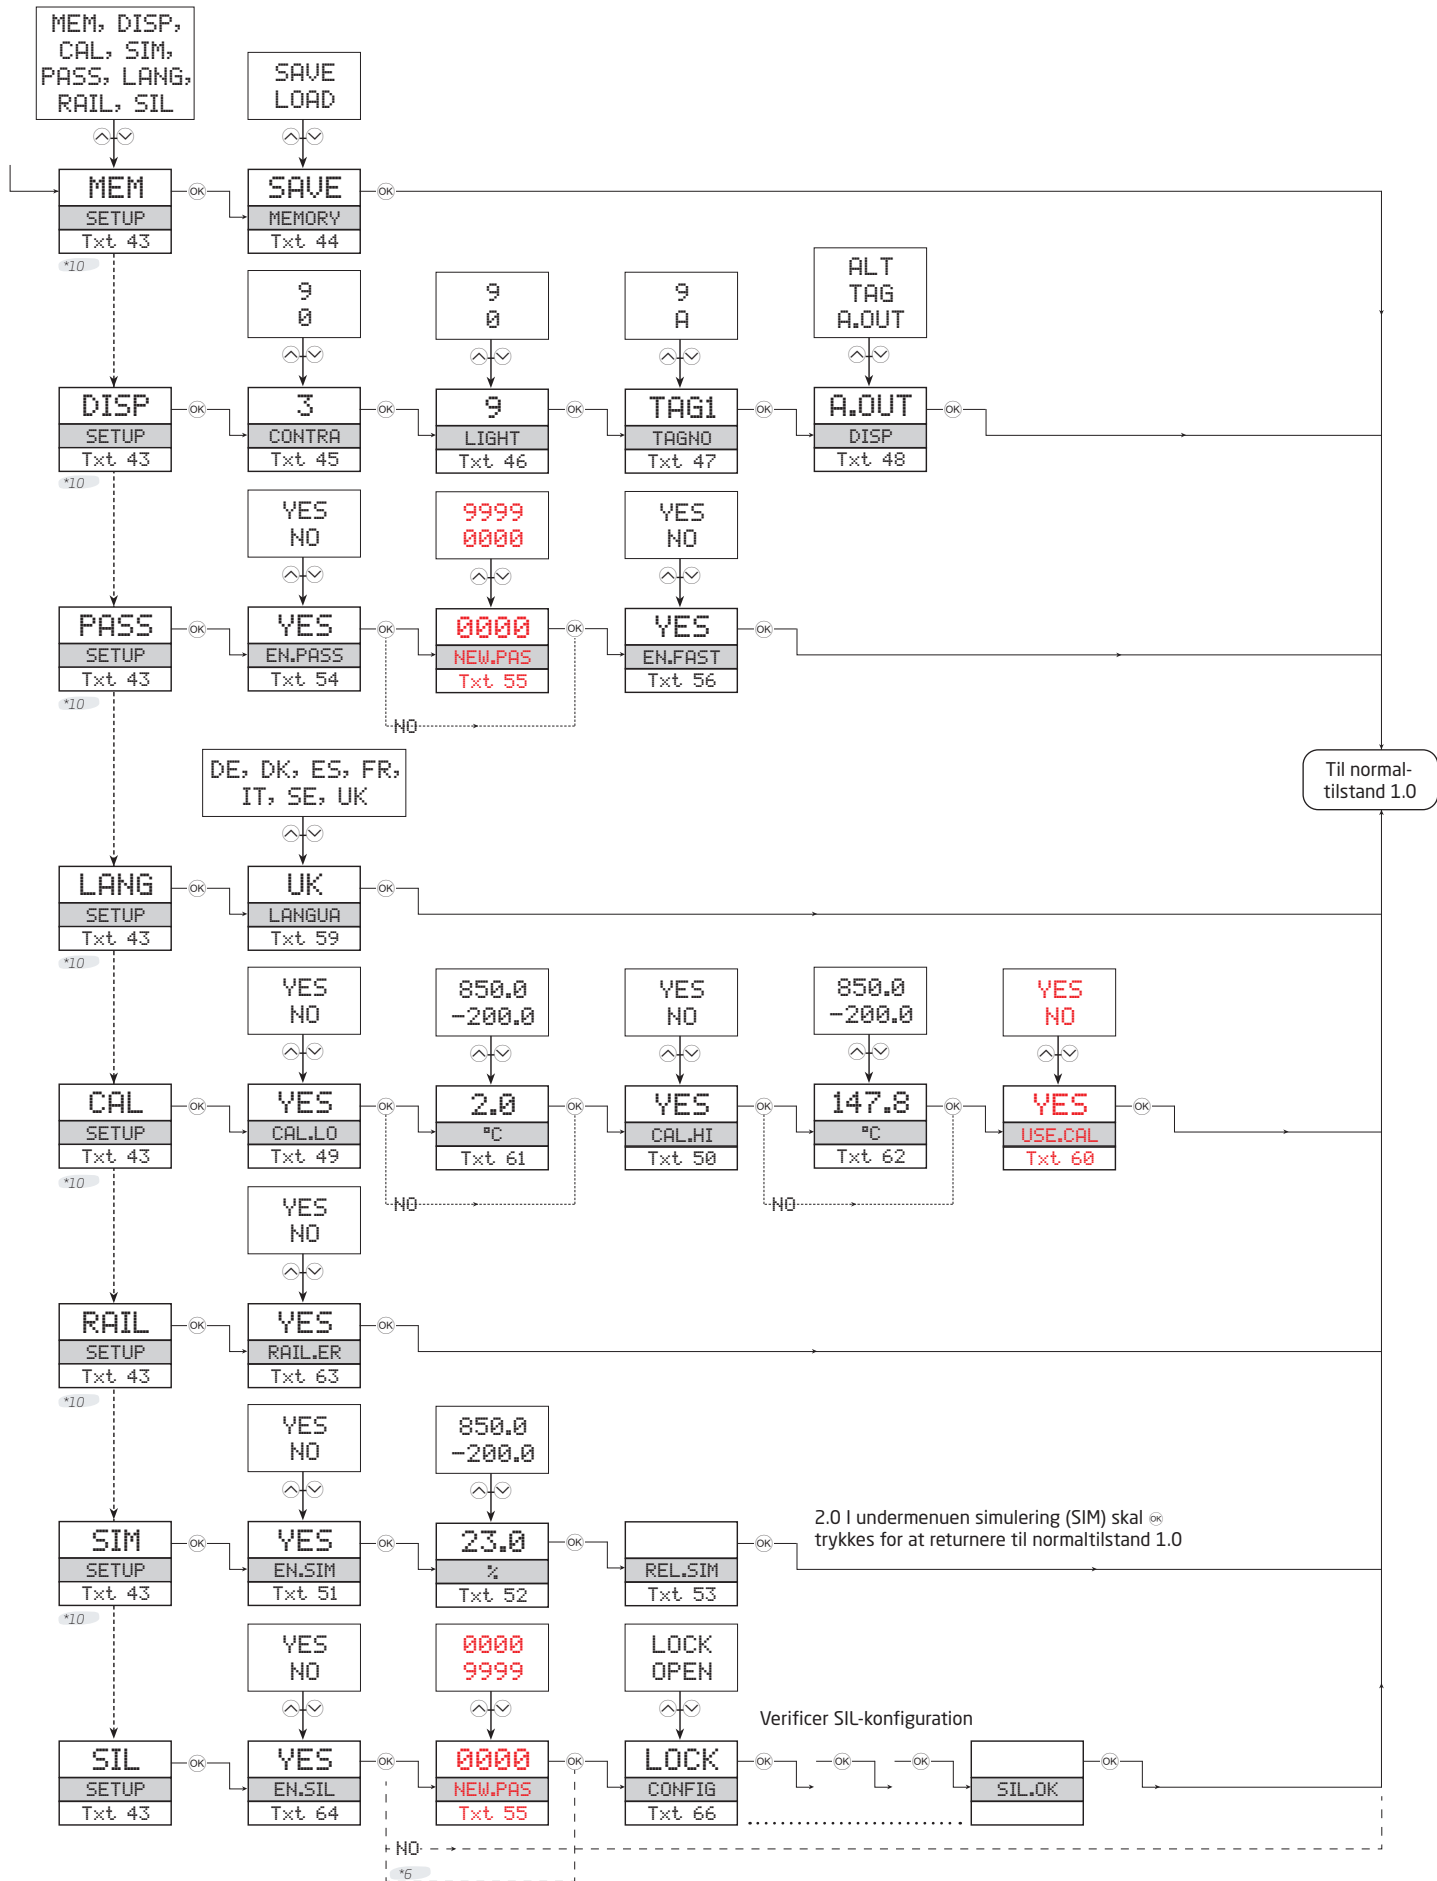 MEM, DISP,
CAL, SIM,
PASS, LANG,
RAIL, SIL
SAVE
LOAD
MEM
SETUP
Txt 43
*10
OK
SAVE
MEMORY
Txt 44
OK
9
0
9
0
9
A
ALT
TAG
A.OUT
DISP
SETUP
Txt 43
*10
OK
3
CONTRA
Txt 45
OK
9
LIGHT
Txt 46
OK
TAG1
TAGNO
Txt 47
OK
A.OUT
DISP
Txt 48
OK
YES
NO
9999
0000
YES
NO
PASS
SETUP
Txt 43
*10
OK
YES
EN.PASS
Txt 54
OK
NO
0000
NEW.PAS
Txt 55
OK
YES
EN.FAST
Txt 56
OK
Til normal-
tilstand 1.0
DE, DK, ES, FR,
IT, SE, UK
LANG
SETUP
Txt 43
*10
OK
UK
LANGUA
Txt 59
OK
YES
NO
850.0
-200.0
YES
NO
850.0
-200.0
YES
NO
CAL
SETUP
Txt 43
*10
OK
YES
CAL.LO
Txt 49
OK
NO
2.0
°C
Txt 61
OK
YES
CAL.HI
Txt 50
OK
NO
147.8
°C
Txt 62
OK
YES
USE.CAL
Txt 60
OK
YES
NO
RAIL
SETUP
Txt 43
*10
OK
YES
RAIL.ER
Txt 63
OK
YES
NO
850.0
-200.0
SIM
SETUP
Txt 43
*10
OK
YES
EN.SIM
Txt 51
OK
23.0
%
Txt 52
OK
REL.SIM
Txt 53
OK
2.0 I undermenuen simulering (SIM) skal OK
trykkes for at returnere til normaltilstand 1.0
YES
NO
0000
9999
LOCK
OPEN
Verificer SIL-konfiguration
SIL
SETUP
Txt 43
OK
YES
EN.SIL
Txt 64
OK
NO
*6
0000
NEW.PAS
Txt 55
OK
LOCK
CONFIG
Txt 66
OK
OK
OK
SIL.OK
OK